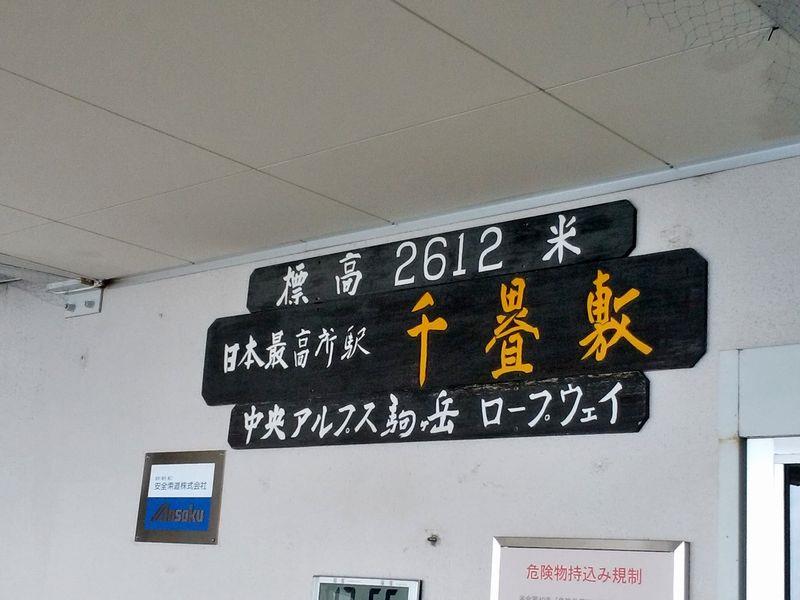 標高 2612 米
日本最高所駅 千畳敷
中央アルプス駒ヶ岳 ロープウェイ
安全索道株式会社
Ansaku
危険物持込み規制